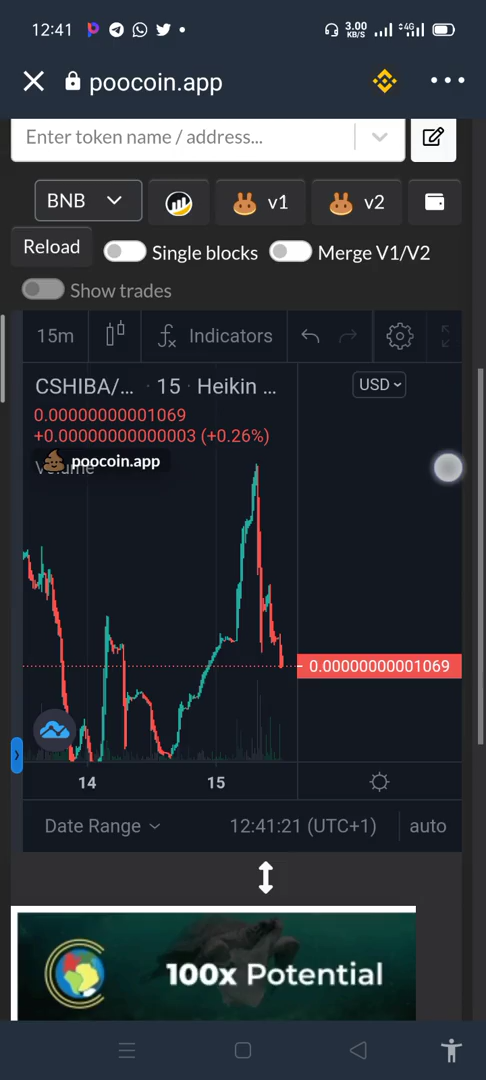 12:41
3.00
KB/S
4G
poocoin.app
Enter token name / address...
BNB
v1
v2
Reload
Single blocks
Merge V1/V2
Show trades
15m
Indicators
CSHIBA/... · 15 · Heikin ...
USD
0.00000000001069
+0.00000000000003 (+0.26%)
Volume
poocoin.app
0.00000000001069
14
15
Date Range
12:41:21 (UTC+1)
auto
100x Potential